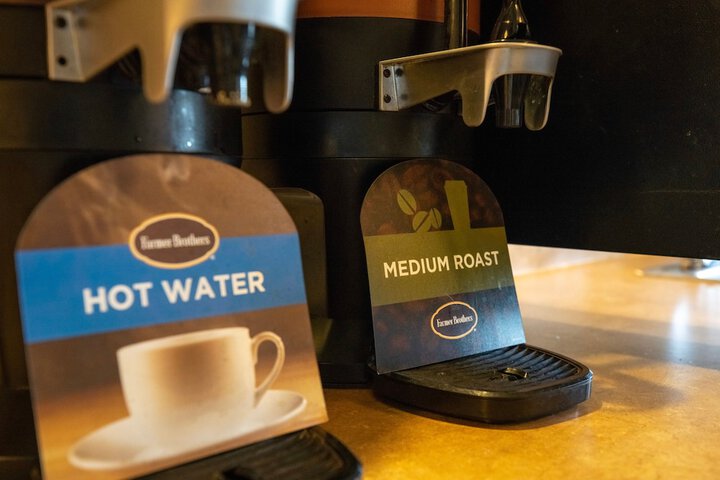 Farmer Brothers
HOT WATER
MEDIUM ROAST
Farmer Brothers